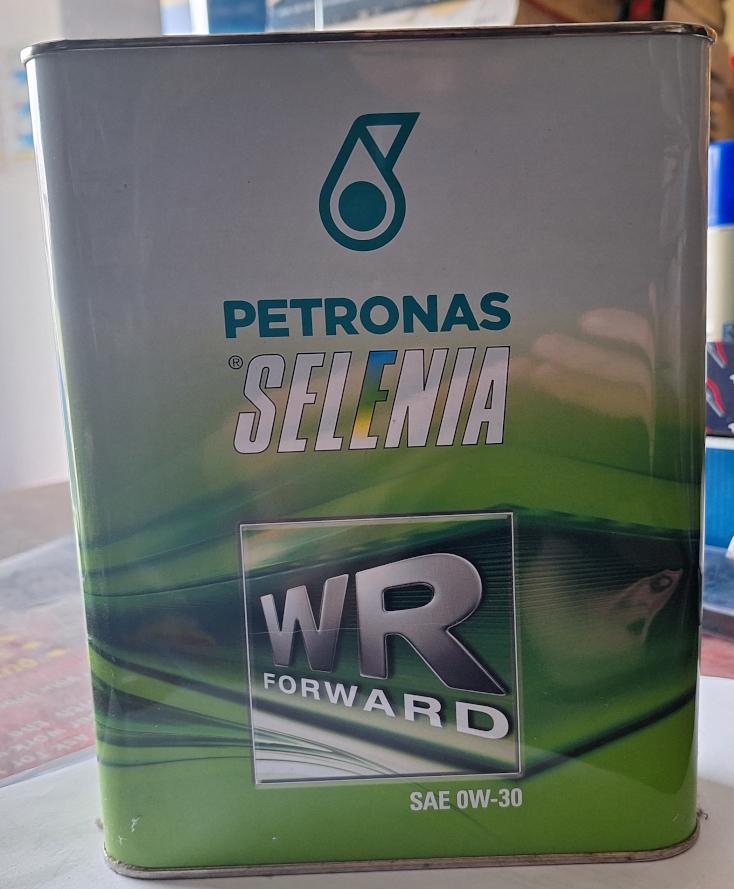 PETRONAS
® SELENIA
WR
FORWARD
SAE 0W-30